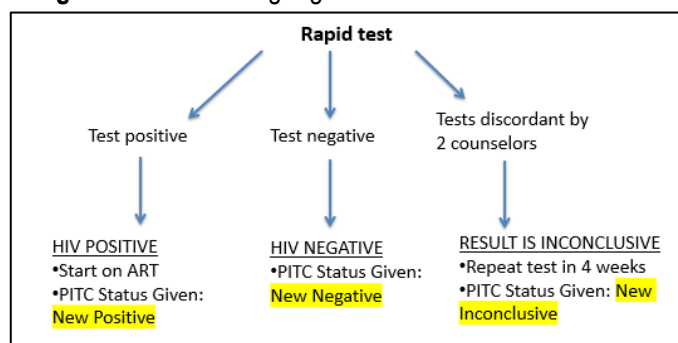 Rapid test
Test positive
Test negative
Tests discordant by
2 counselors
HIV POSITIVE
•Start on ART
•PITC Status Given:
New Positive
HIV NEGATIVE
•PITC Status Given:
New Negative
RESULT IS INCONCLUSIVE
•Repeat test in 4 weeks
•PITC Status Given: New
Inconclusive